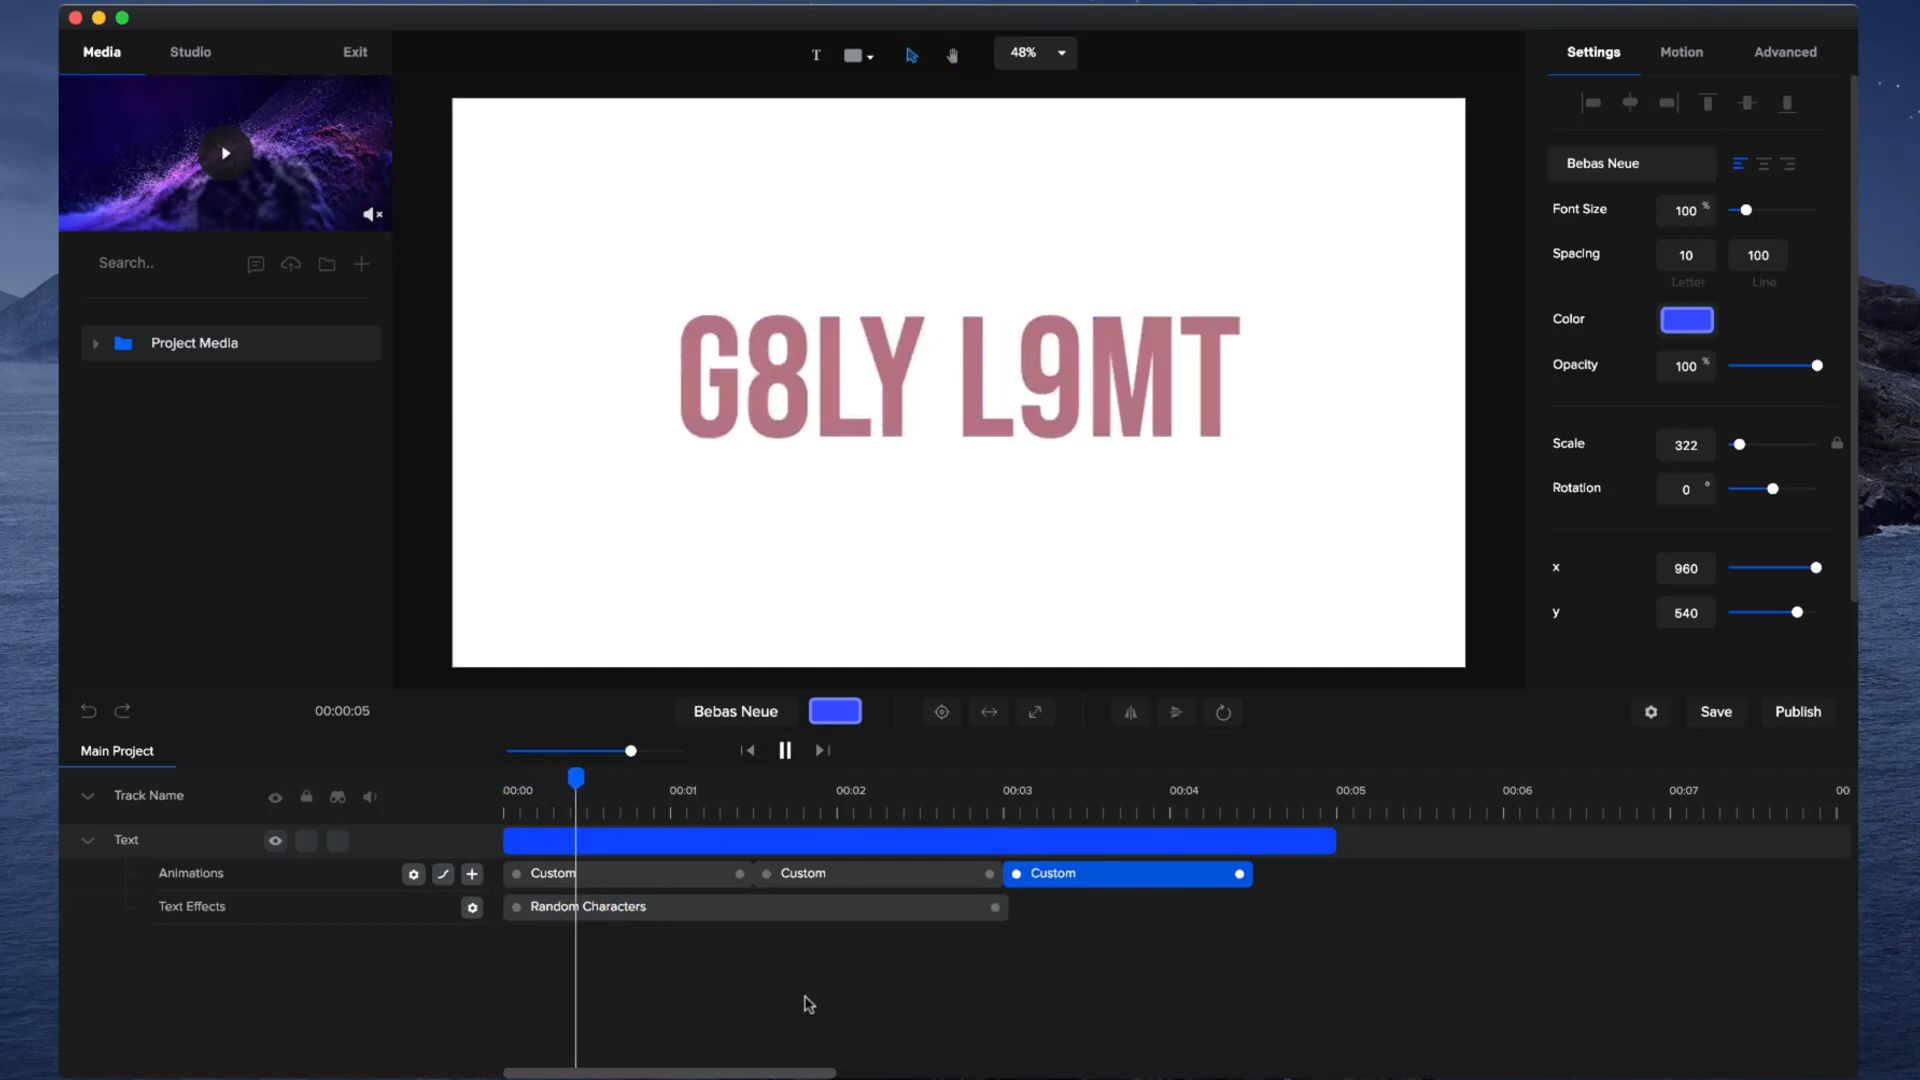 Media Studio Exit
T 48%
Settings Motion Advanced
Bebas Neue
Font Size 100 %
Search..
Spacing 10 100
Letter Line
Color
Project Media
G8LY L9MT
Opacity 100 %
Scale 322
Rotation 0 °
x 960
y 540
00:00:05 Bebas Neue Save Publish
Main Project
Track Name 00:00 00:01 00:02 00:03 00:04 00:05 00:06 00:07 00
Text
Animations Custom Custom Custom
Text Effects Random Characters